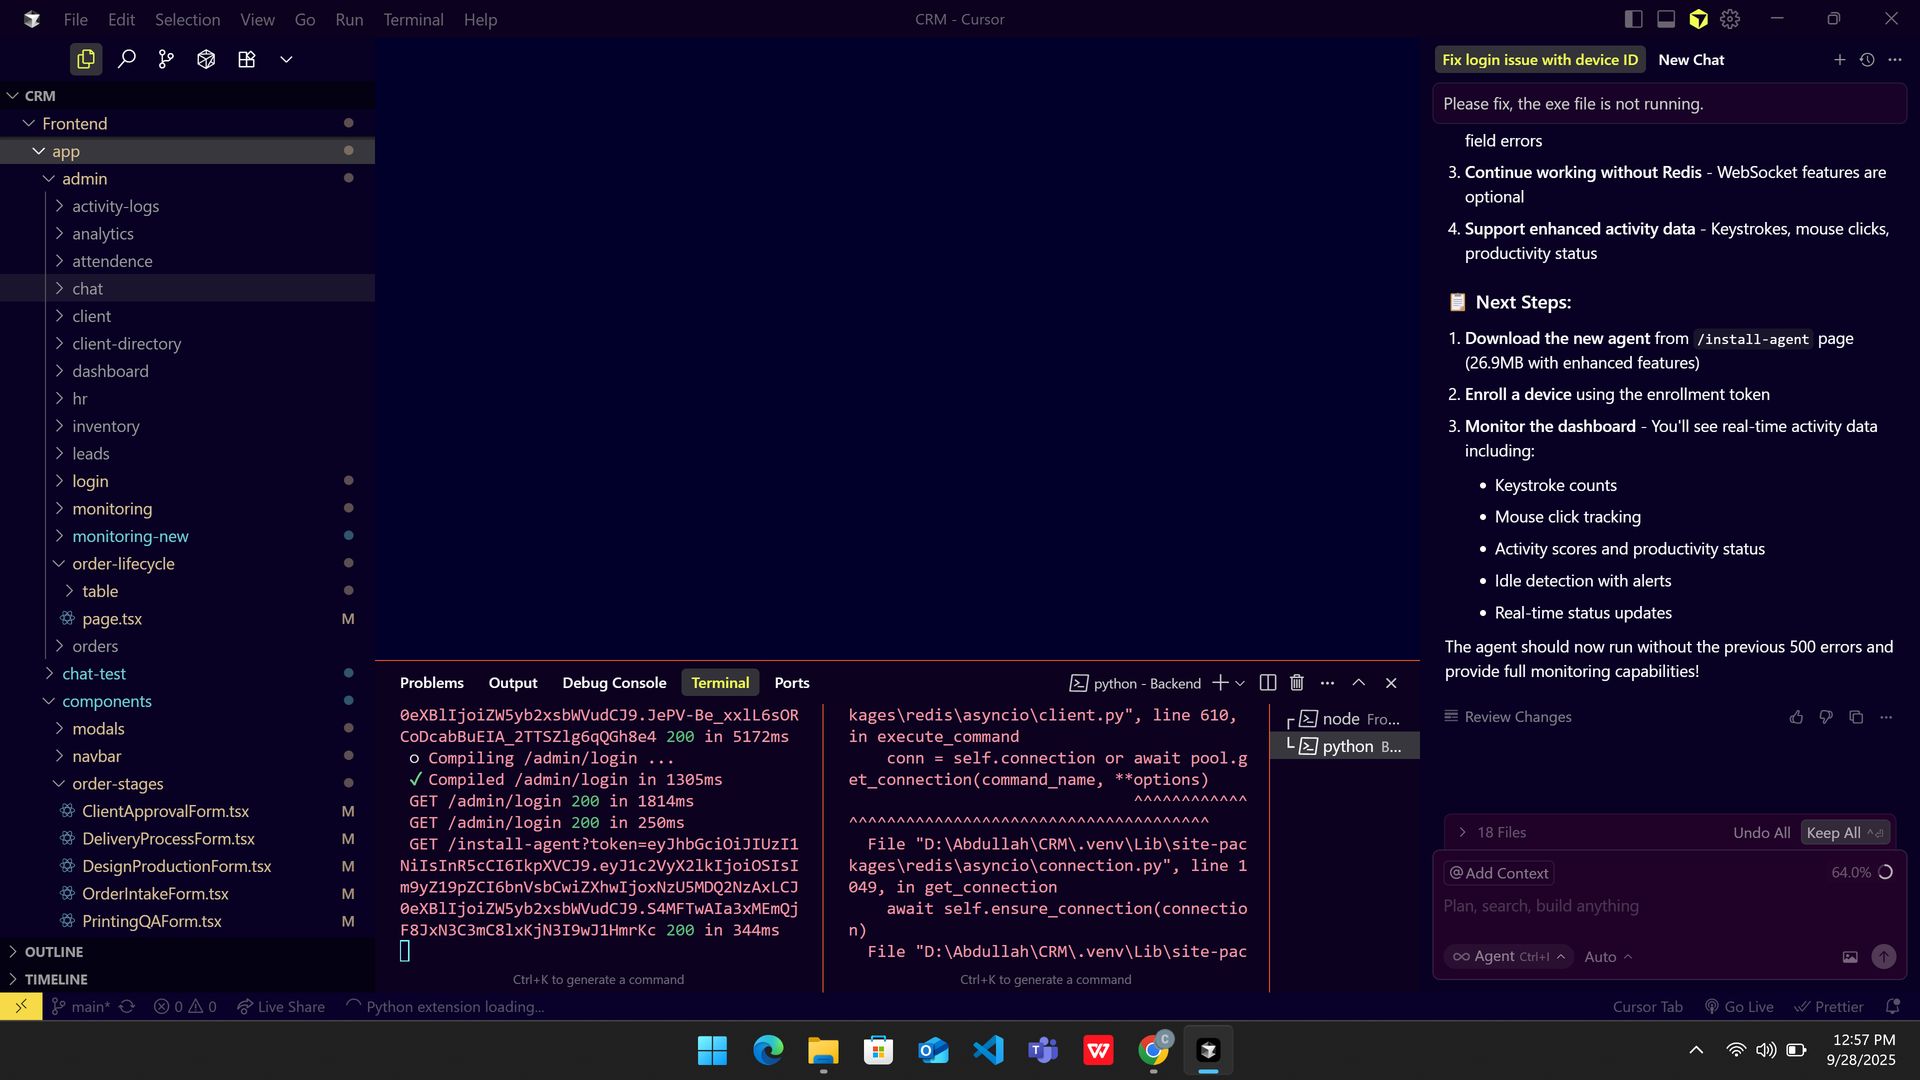 File Edit Selection View Go Run Terminal Help
CRM - Cursor
CRM
Frontend
app
admin
activity-logs
analytics
attendence
chat
client
client-directory
dashboard
hr
inventory
leads
login
monitoring
monitoring-new
order-lifecycle
table
page.tsx M
orders
chat-test
components
modals
navbar
order-stages
ClientApprovalForm.tsx M
DeliveryProcessForm.tsx M
DesignProductionForm.tsx M
OrderIntakeForm.tsx M
PrintingQAForm.tsx M
OUTLINE
TIMELINE
Problems Output Debug Console Terminal Ports
python - Backend
0eXBlIjoiZW5yb2xsbWVudCJ9.JePV-Be_xxlL6sOR
CoDcabBuEIA_2TTSZlg6qQGh8e4 200 in 5172ms
○ Compiling /admin/login ...
✓ Compiled /admin/login in 1305ms
GET /admin/login 200 in 1814ms
GET /admin/login 200 in 250ms
GET /install-agent?token=eyJhbGciOiJIUzI1
NiIsInR5cCI6IkpXVCJ9.eyJ1c2VyX2lkIjoiOSIsI
m9yZ19pZCI6bnVsbCwiZXhwIjoxNzU5MDQ2NzAxLCJ
0eXBlIjoiZW5yb2xsbWVudCJ9.S4MFTwAIa3xMEmQj
F8JxN3C3mC8lxKjN3I9wJ1HmrKc 200 in 344ms
Ctrl+K to generate a command
kages\redis\asyncio\client.py", line 610,
in execute_command
conn = self.connection or await pool.g
et_connection(command_name, **options)
^^^^^^^^^^^^
^^^^^^^^^^^^^^^^^^^^^^^^^^^^^^^^^^^^^^
File "D:\Abdullah\CRM\.venv\Lib\site-pac
kages\redis\asyncio\connection.py", line 1
049, in get_connection
await self.ensure_connection(connectio
n)
File "D:\Abdullah\CRM\.venv\Lib\site-pac
Ctrl+K to generate a command
node Fro...
python B...
Fix login issue with device ID New Chat
Please fix, the exe file is not running.
field errors
3. Continue working without Redis - WebSocket features are
optional
4. Support enhanced activity data - Keystrokes, mouse clicks,
productivity status
📋 Next Steps:
1. Download the new agent from /install-agent page
(26.9MB with enhanced features)
2. Enroll a device using the enrollment token
3. Monitor the dashboard - You'll see real-time activity data
including:
• Keystroke counts
• Mouse click tracking
• Activity scores and productivity status
• Idle detection with alerts
• Real-time status updates
The agent should now run without the previous 500 errors and
provide full monitoring capabilities!
Review Changes
18 Files Undo All Keep All
@ Add Context 64.0%
Plan, search, build anything
∞ Agent Ctrl+I Auto
main* 0 0 Live Share Python extension loading...
Cursor Tab Go Live Prettier
12:57 PM
9/28/2025